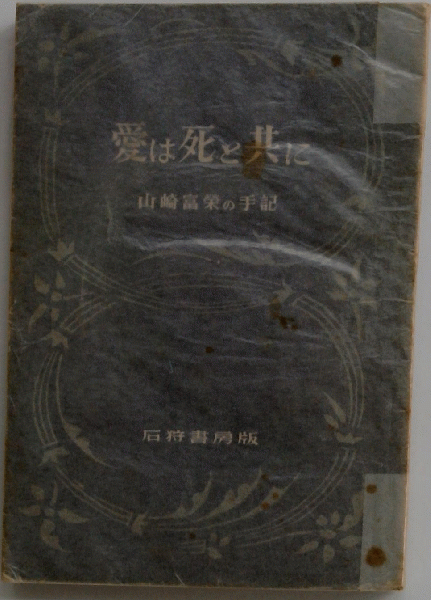 愛は死と共に
山崎富栄の手記
石狩書房版